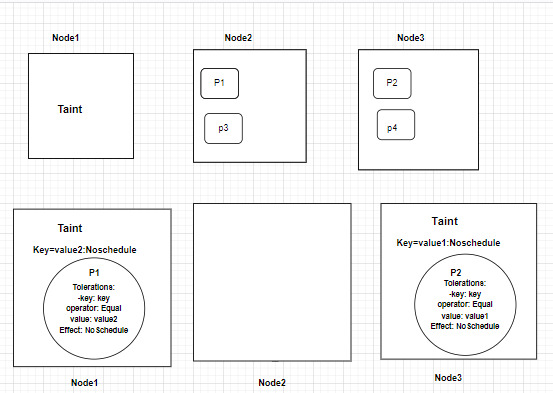 Node1
Node2
Node3
Taint
P1
P2
p3
p4
Taint
Key=value2:Noschedule
P1
Tolerations:
-key: key
operator: Equal
value: value2
Effect: NoSchedule
Taint
Key=value1:Noschedule
P2
Tolerations:
-key: key
operator: Equal
value: value1
Effect: NoSchedule
Node1
Node2
Node3